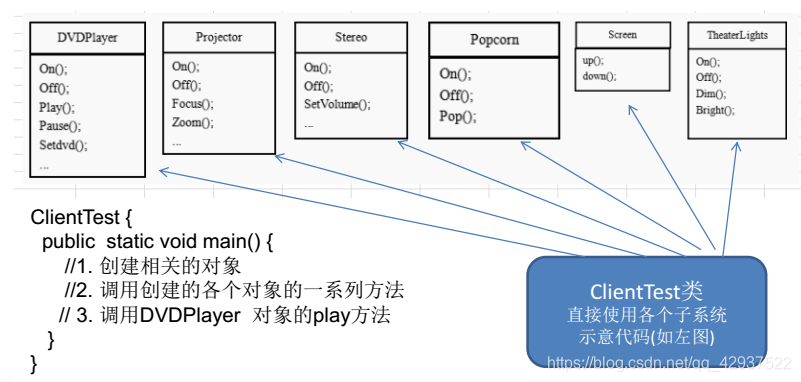 DVDPlayer
On();
Off();
Play();
Pause();
Setdvd();
...
Projector
On();
Off();
Focus();
Zoom();
...
Stereo
On();
Off();
SetVolume();
...
Popcorn
On();
Off();
Pop();
Screen
up();
down();
TheaterLights
On();
Off();
Dim();
Bright();
ClientTest {
public static void main() {
//1. 创建相关的对象
//2. 调用创建的各个对象的一系列方法
// 3. 调用DVDPlayer 对象的play方法
}
}
ClientTest类
直接使用各个子系统
示意代码(如左图)
https://blog.csdn.net/qq_42937522